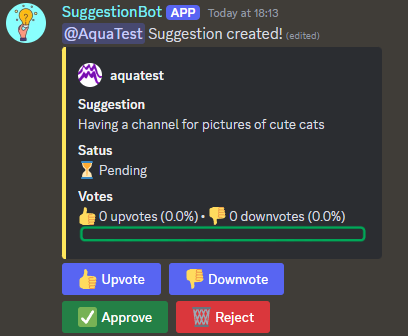 SuggestionBot APP Today at 18:13
@AquaTest Suggestion created! (edited)
aquatest
Suggestion
Having a channel for pictures of cute cats
Satus
⏳ Pending
Votes
👍 0 upvotes (0.0%) • 👎 0 downvotes (0.0%)
👍 Upvote 👎 Downvote
✅ Approve 🗑️ Reject